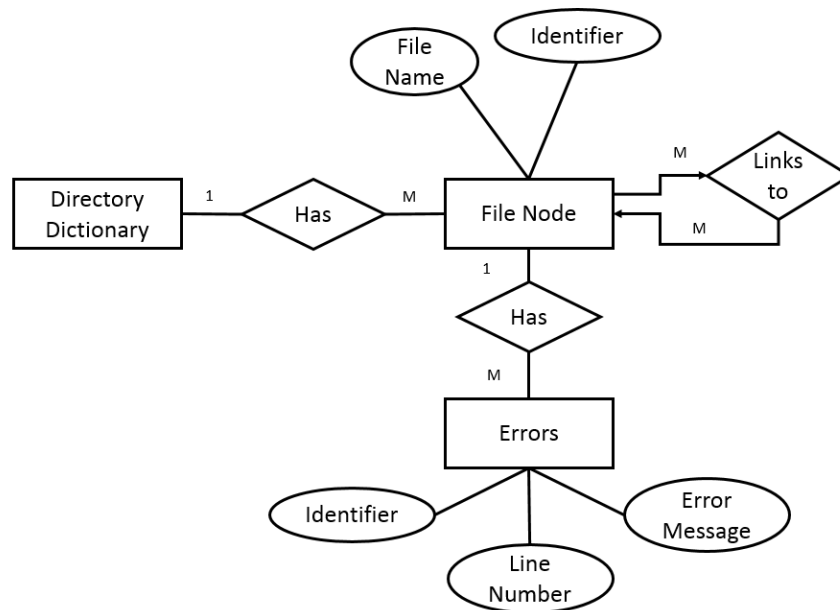 File
Name
Identifier
Directory
Dictionary
1
Has
M
File Node
M
Links
to
M
1
Has
M
Errors
Identifier
Line
Number
Error
Message